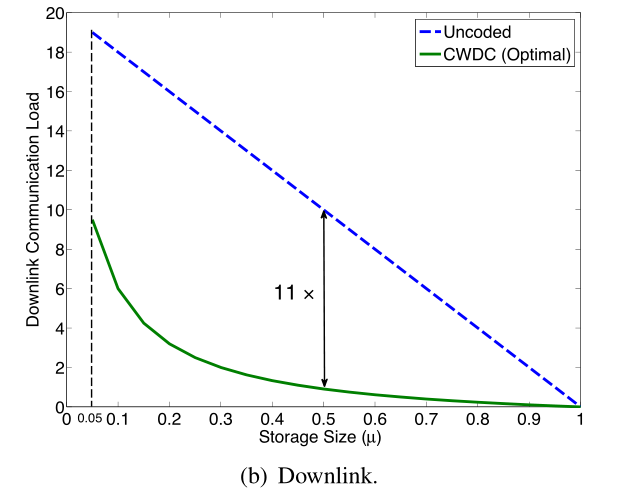 20
18
16
14
12
10
8
6
4
2
0
Downlink Communication Load
Uncoded
CWDC (Optimal)
11 ×
0 0.05 0.1 0.2 0.3 0.4 0.5 0.6 0.7 0.8 0.9 1
Storage Size (μ)
(b) Downlink.